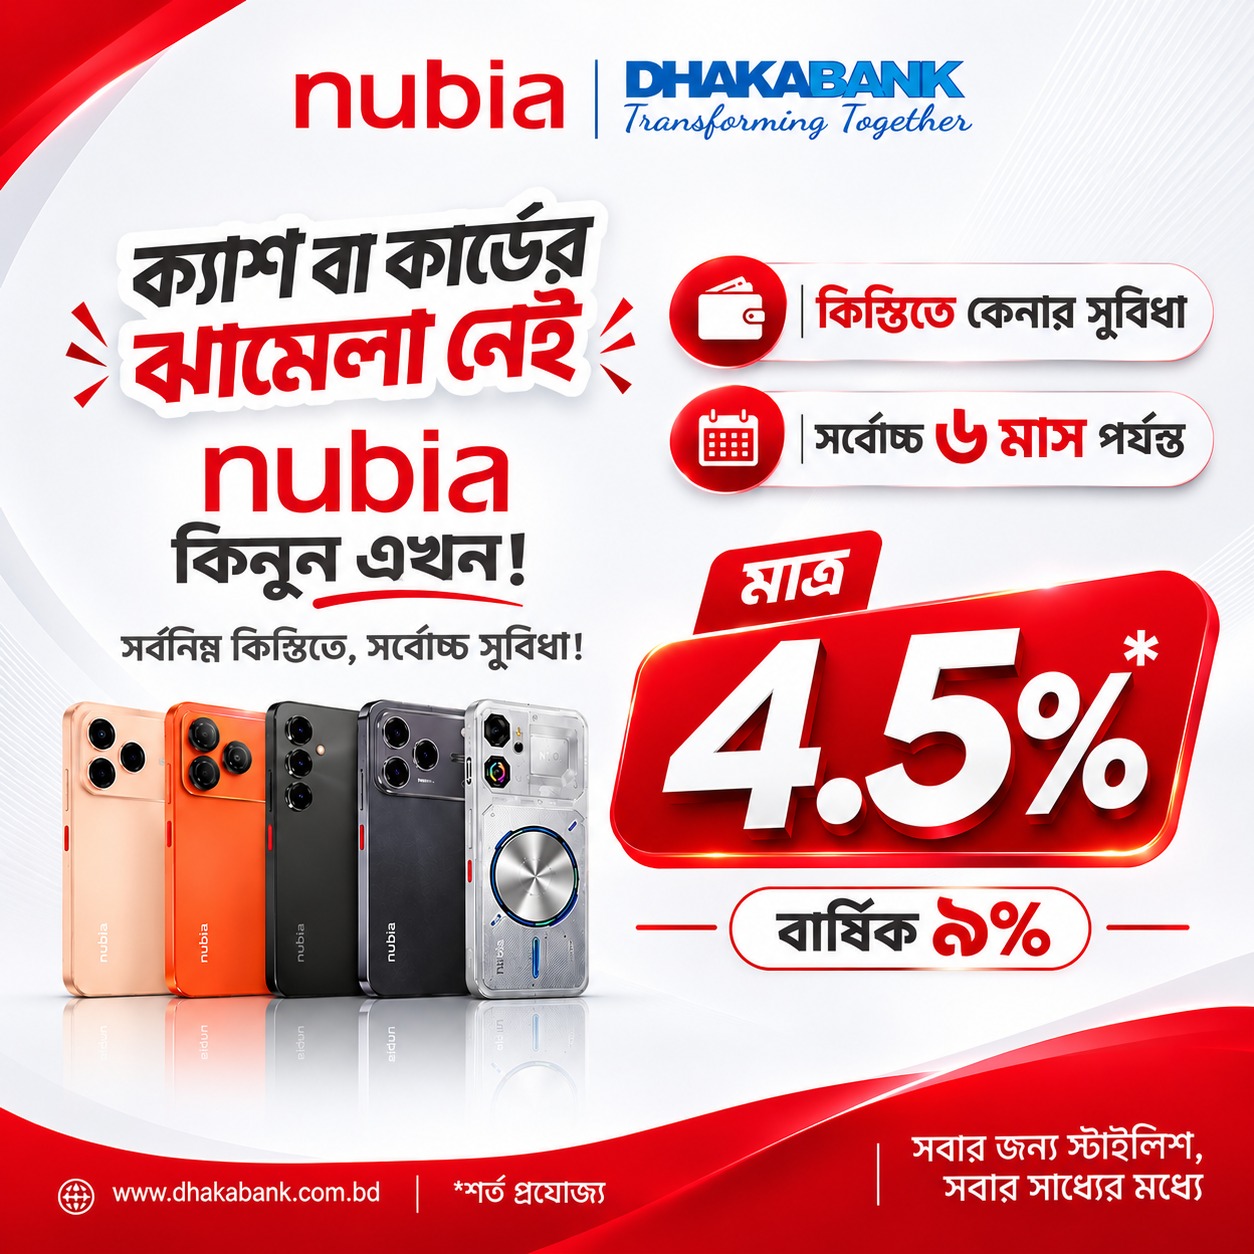 nubia
DHAKABANK
Transforming Together
ক্যাশ বা কার্ডের
ঝামেলা নেই
nubia
কিনুন এখন!
সর্বনিম্ন কিস্তিতে, সর্বোচ্চ সুবিধা!
কিস্তিতে কেনার সুবিধা
সর্বোচ্চ ৬ মাস পর্যন্ত
মাত্র
4.5%*
বার্ষিক ৯%
nubia
nubia
nubia
nubia
nubia
www.dhakabank.com.bd
*শর্ত প্রযোজ্য
সবার জন্য স্টাইলিশ,
সবার সাধ্যের মধ্যে